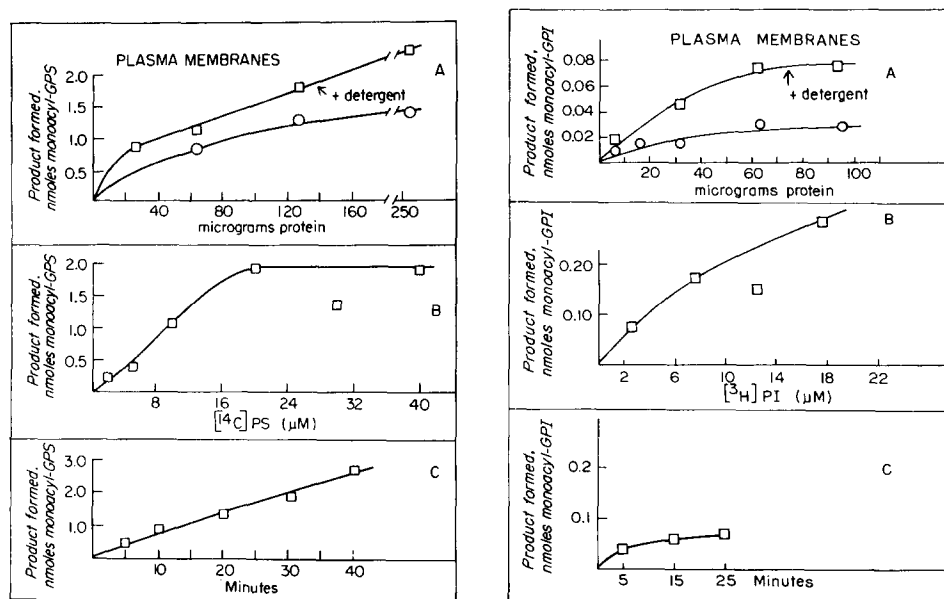 Product formed,
nmoles monoacyl-GPS
PLASMA MEMBRANES
A
2.0
1.5
1.0
0.5
+ detergent
40 80 120 160 250
micrograms protein
Product formed,
nmoles monoacyl-GPS
B
2.0
1.5
1.0
0.5
8 16 24 32 40
[14C] PS (μM)
Product formed,
nmoles monoacyl-GPS
C
3.0
2.0
1.0
10 20 30 40
Minutes
Product formed,
nmoles monoacyl-GPI
PLASMA MEMBRANES
A
0.08
0.06
0.04
0.02
+ detergent
20 40 60 80 100
micrograms protein
Product formed,
nmoles monoacyl-GPI
B
0.20
0.10
2 6 10 14 18 22
[3H] PI (μM)
Product formed,
nmoles monoacyl-GPI
C
0.2
0.1
5 15 25 Minutes